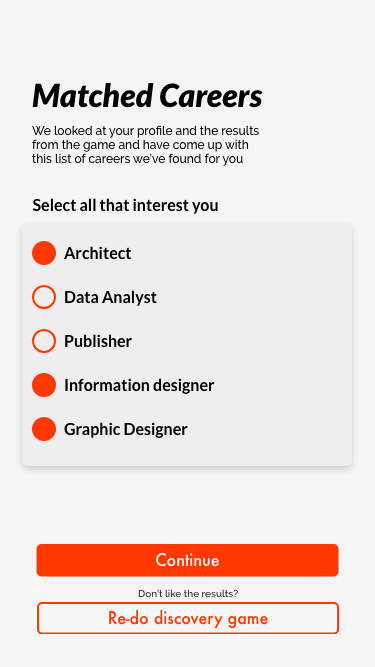 Matched Careers
We looked at your profile and the results
from the game and have come up with
this list of careers we've found for you
Select all that interest you
Architect
Data Analyst
Publisher
Information designer
Graphic Designer
Continue
Don't like the results?
Re-do discovery game